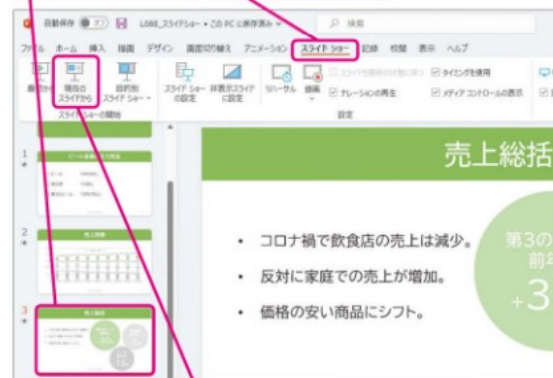 自動保存 オフ L088_スライドショー • この PC に保存済み
検索
ファイル ホーム 挿入 描画 デザイン 画面切り替え アニメーション スライド ショー 記録 校閲 表示 ヘルプ
現在の
スライドから
目的別
スライド ショー
スライド ショー
の設定
非表示スライド
に設定
リハーサル
録画
タイミングを使用
ナレーションの再生
メディア コントロールの表示
スライド ショーの開始
設定
1
2
売上総括
3
売上総括
• コロナ禍で飲食店の売上は減少。
• 反対に家庭での売上が増加。
• 価格の安い商品にシフト。
第3の
前年
+3